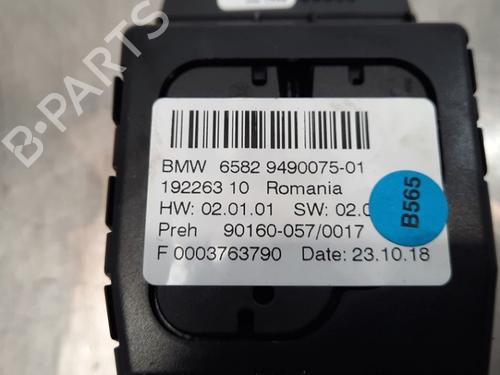 BMW 6582 9490075-01
192263 10 Romania
HW: 02.01.01 SW: 02.0
Preh 90160-057/0017
F 0003763790 Date: 23.10.18
B565
B-PARTS